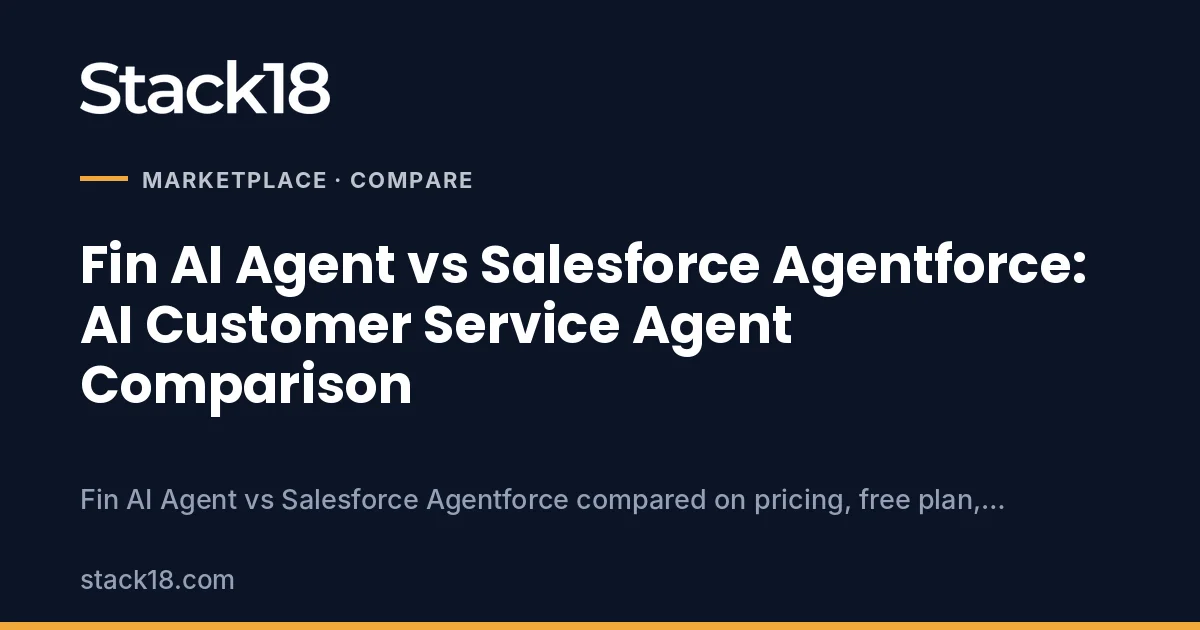 Stack18
MARKETPLACE · COMPARE
Fin AI Agent vs Salesforce Agentforce:
AI Customer Service Agent
Comparison
Fin AI Agent vs Salesforce Agentforce compared on pricing, free plan,...
stack18.com